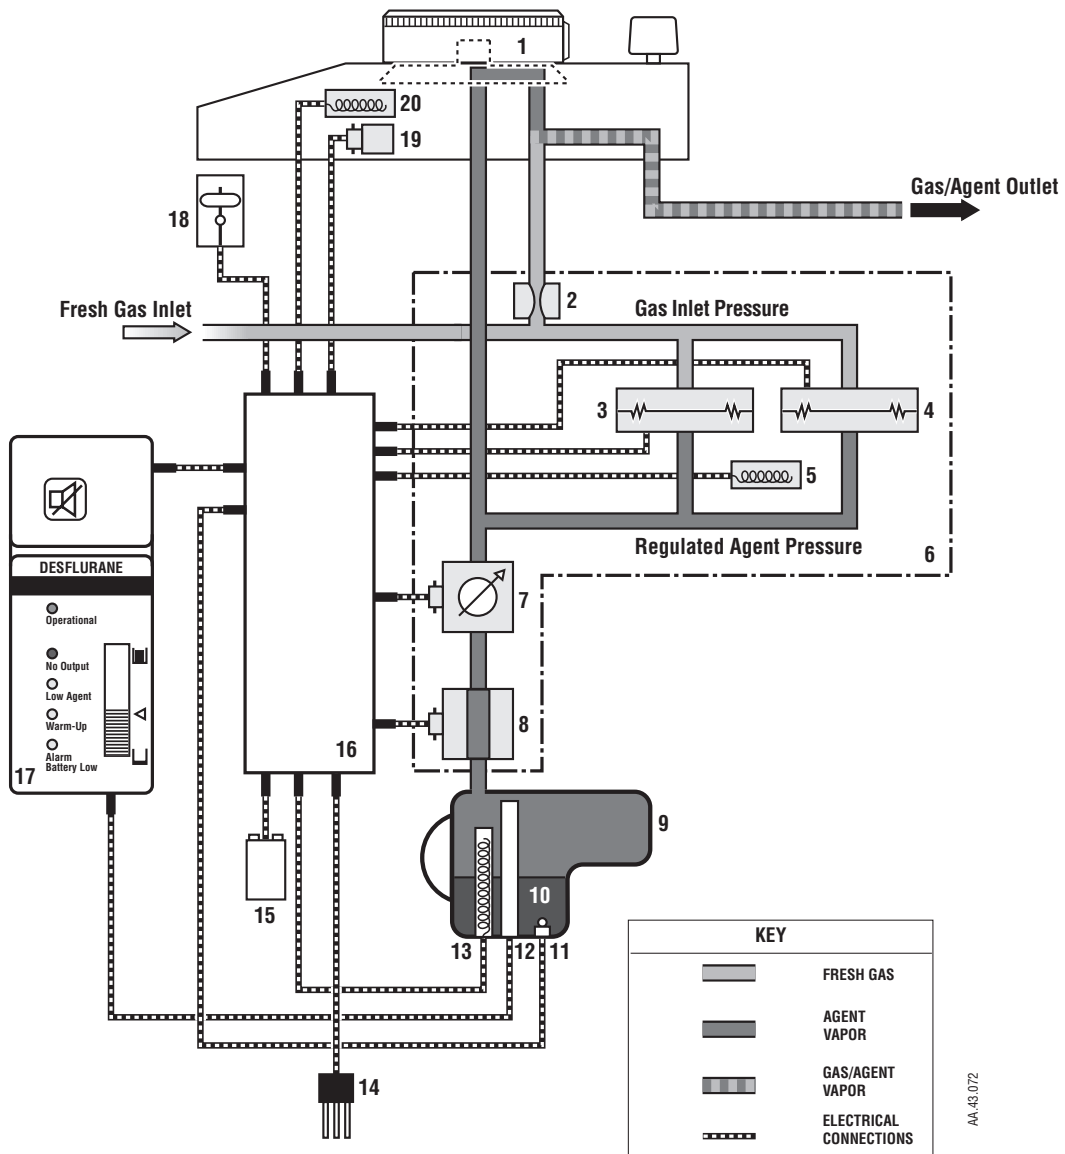 1
20
19
18
Gas/Agent Outlet
Fresh Gas Inlet
2
Gas Inlet Pressure
3
4
5
Regulated Agent Pressure
6
7
8
16
DESFLURANE
Operational
No Output
Low Agent
Warm-Up
Alarm
Battery Low
17
9
10
15
13
12
11
14
KEY
FRESH GAS
AGENT
VAPOR
GAS/AGENT
VAPOR
ELECTRICAL
CONNECTIONS
AA.43.072